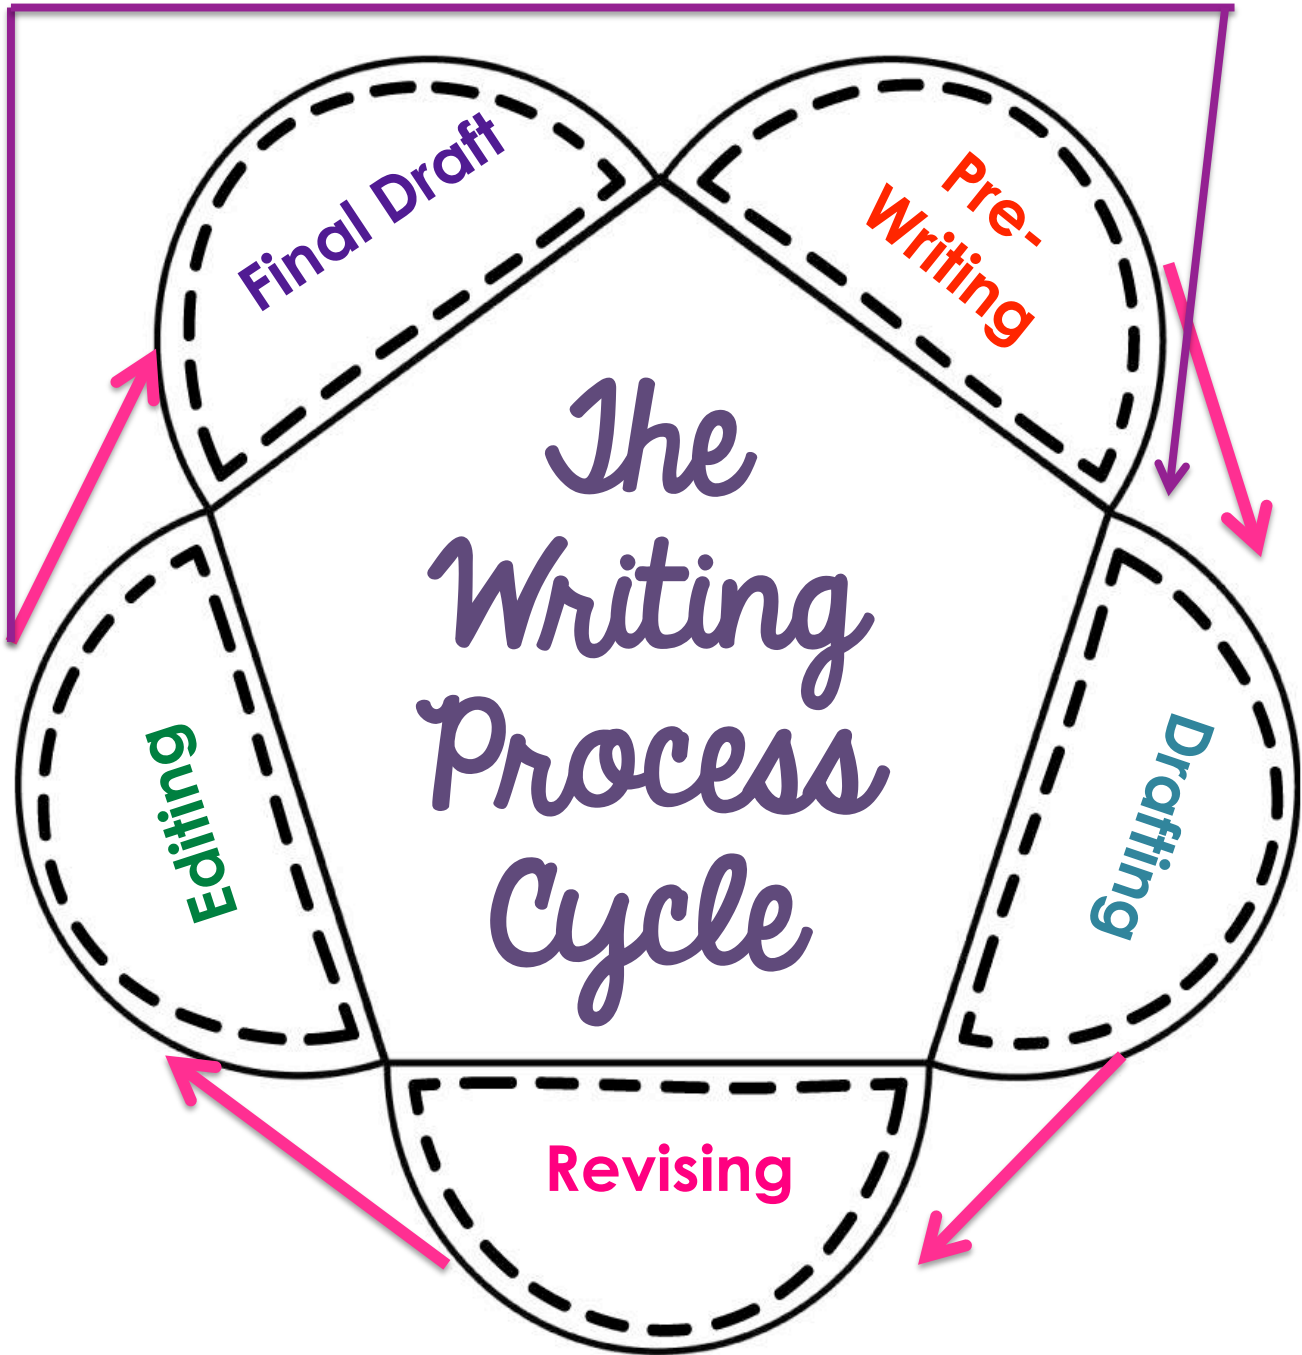 The
Writing
Process
Cycle
Pre-
Writing
Drafting
Revising
Editing
Final Draft